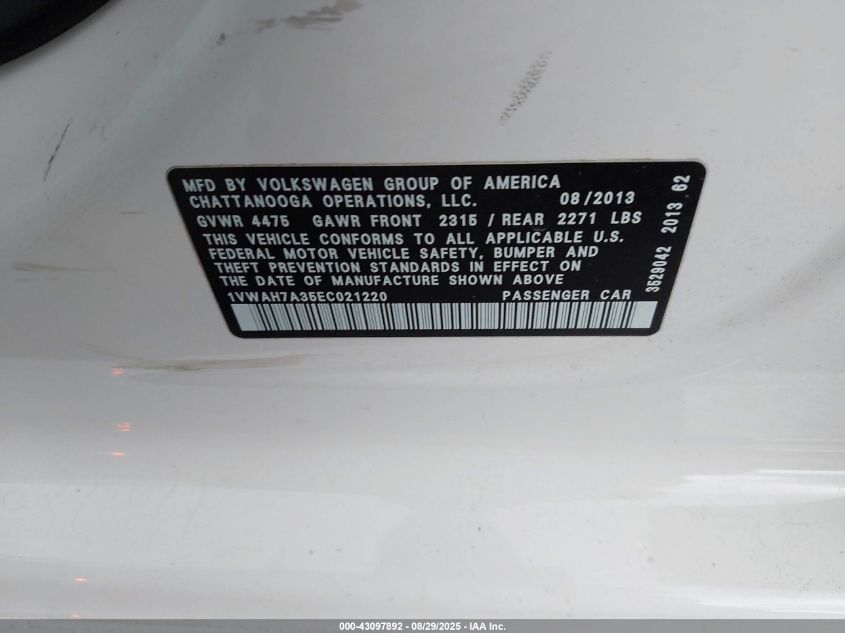 MFD BY VOLKSWAGEN GROUP OF AMERICA
CHATTANOOGA OPERATIONS, LLC. 08/2013
GVWR 4475 GAWR FRONT 2315 / REAR 2271 LBS
THIS VEHICLE CONFORMS TO ALL APPLICABLE U.S.
FEDERAL MOTOR VEHICLE SAFETY, BUMPER AND
THEFT PREVENTION STANDARDS IN EFFECT ON
THE DATE OF MANUFACTURE SHOWN ABOVE
1VWAH7A35EC021220 PASSENGER CAR
3529042 2013 62
000-43097892 - 08/29/2025 - IAA Inc.